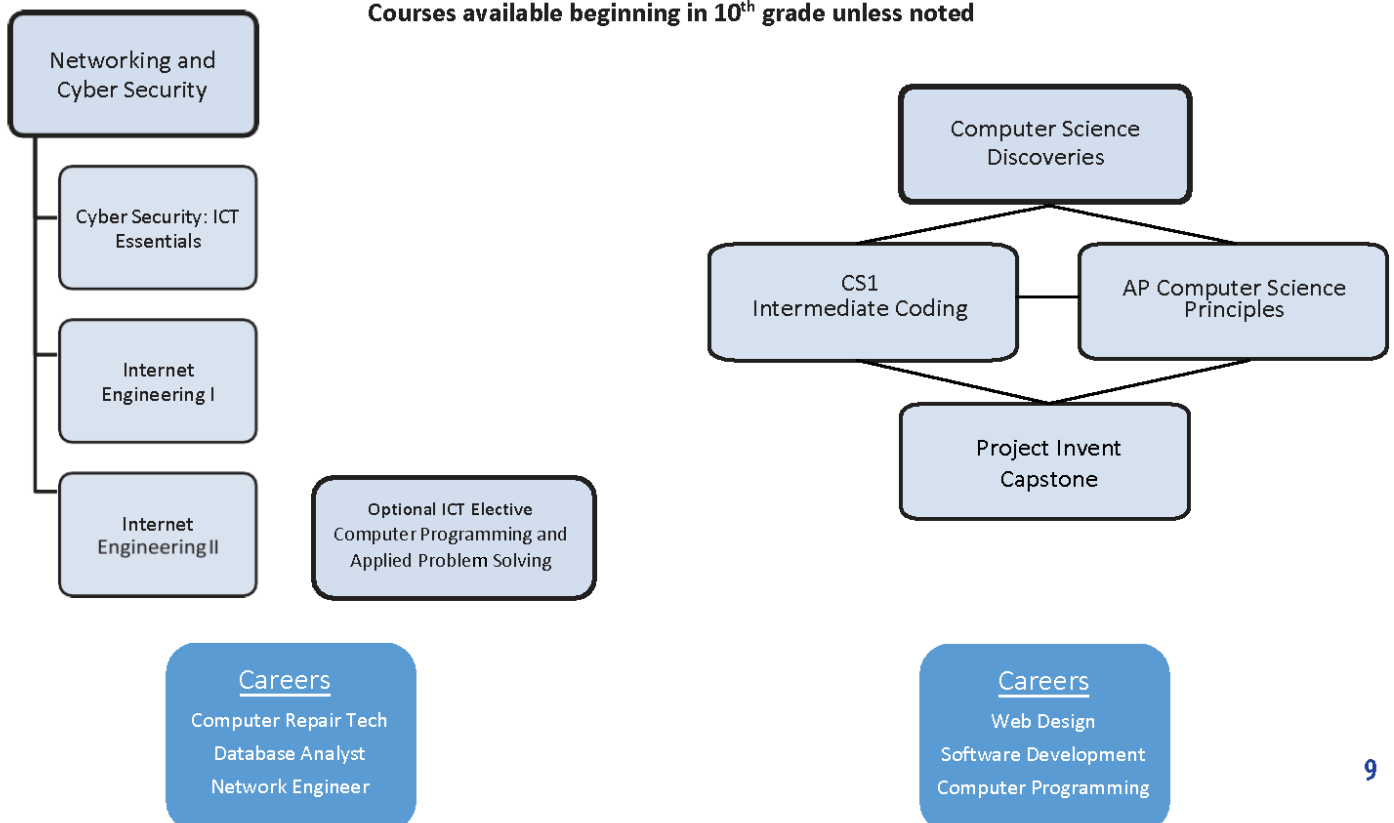 Courses available beginning in 10th grade unless noted
Networking and
Cyber Security
Cyber Security: ICT
Essentials
Internet
Engineering I
Internet
Engineering II
Optional ICT Elective
Computer Programming and
Applied Problem Solving
Careers
Computer Repair Tech
Database Analyst
Network Engineer
Computer Science
Discoveries
CS1
Intermediate Coding
AP Computer Science
Principles
Project Invent
Capstone
Careers
Web Design
Software Development
Computer Programming
9